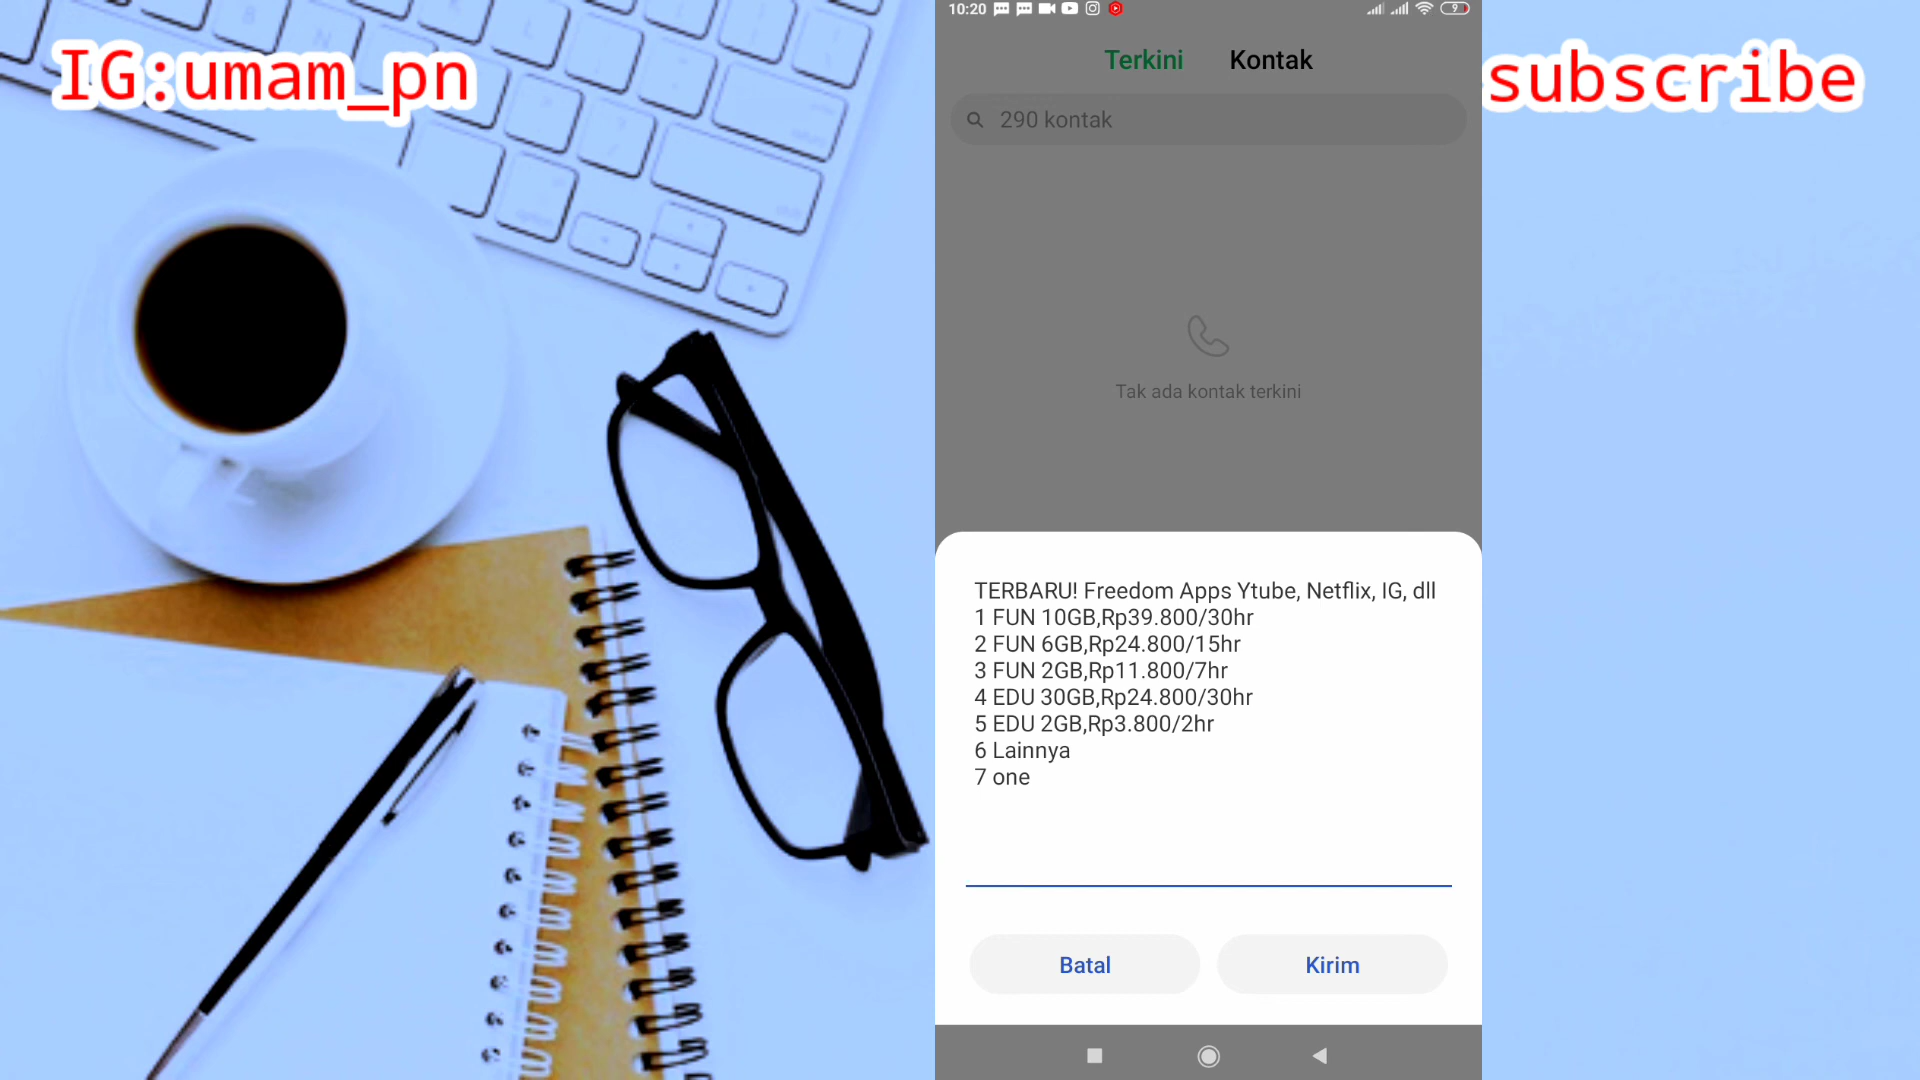 IG:umam_pn
subscribe
10:20
9
Terkini Kontak
290 kontak
Tak ada kontak terkini
TERBARU! Freedom Apps Ytube, Netflix, IG, dll
1 FUN 10GB,Rp39.800/30hr
2 FUN 6GB,Rp24.800/15hr
3 FUN 2GB,Rp11.800/7hr
4 EDU 30GB,Rp24.800/30hr
5 EDU 2GB,Rp3.800/2hr
6 Lainnya
7 one
Batal Kirim